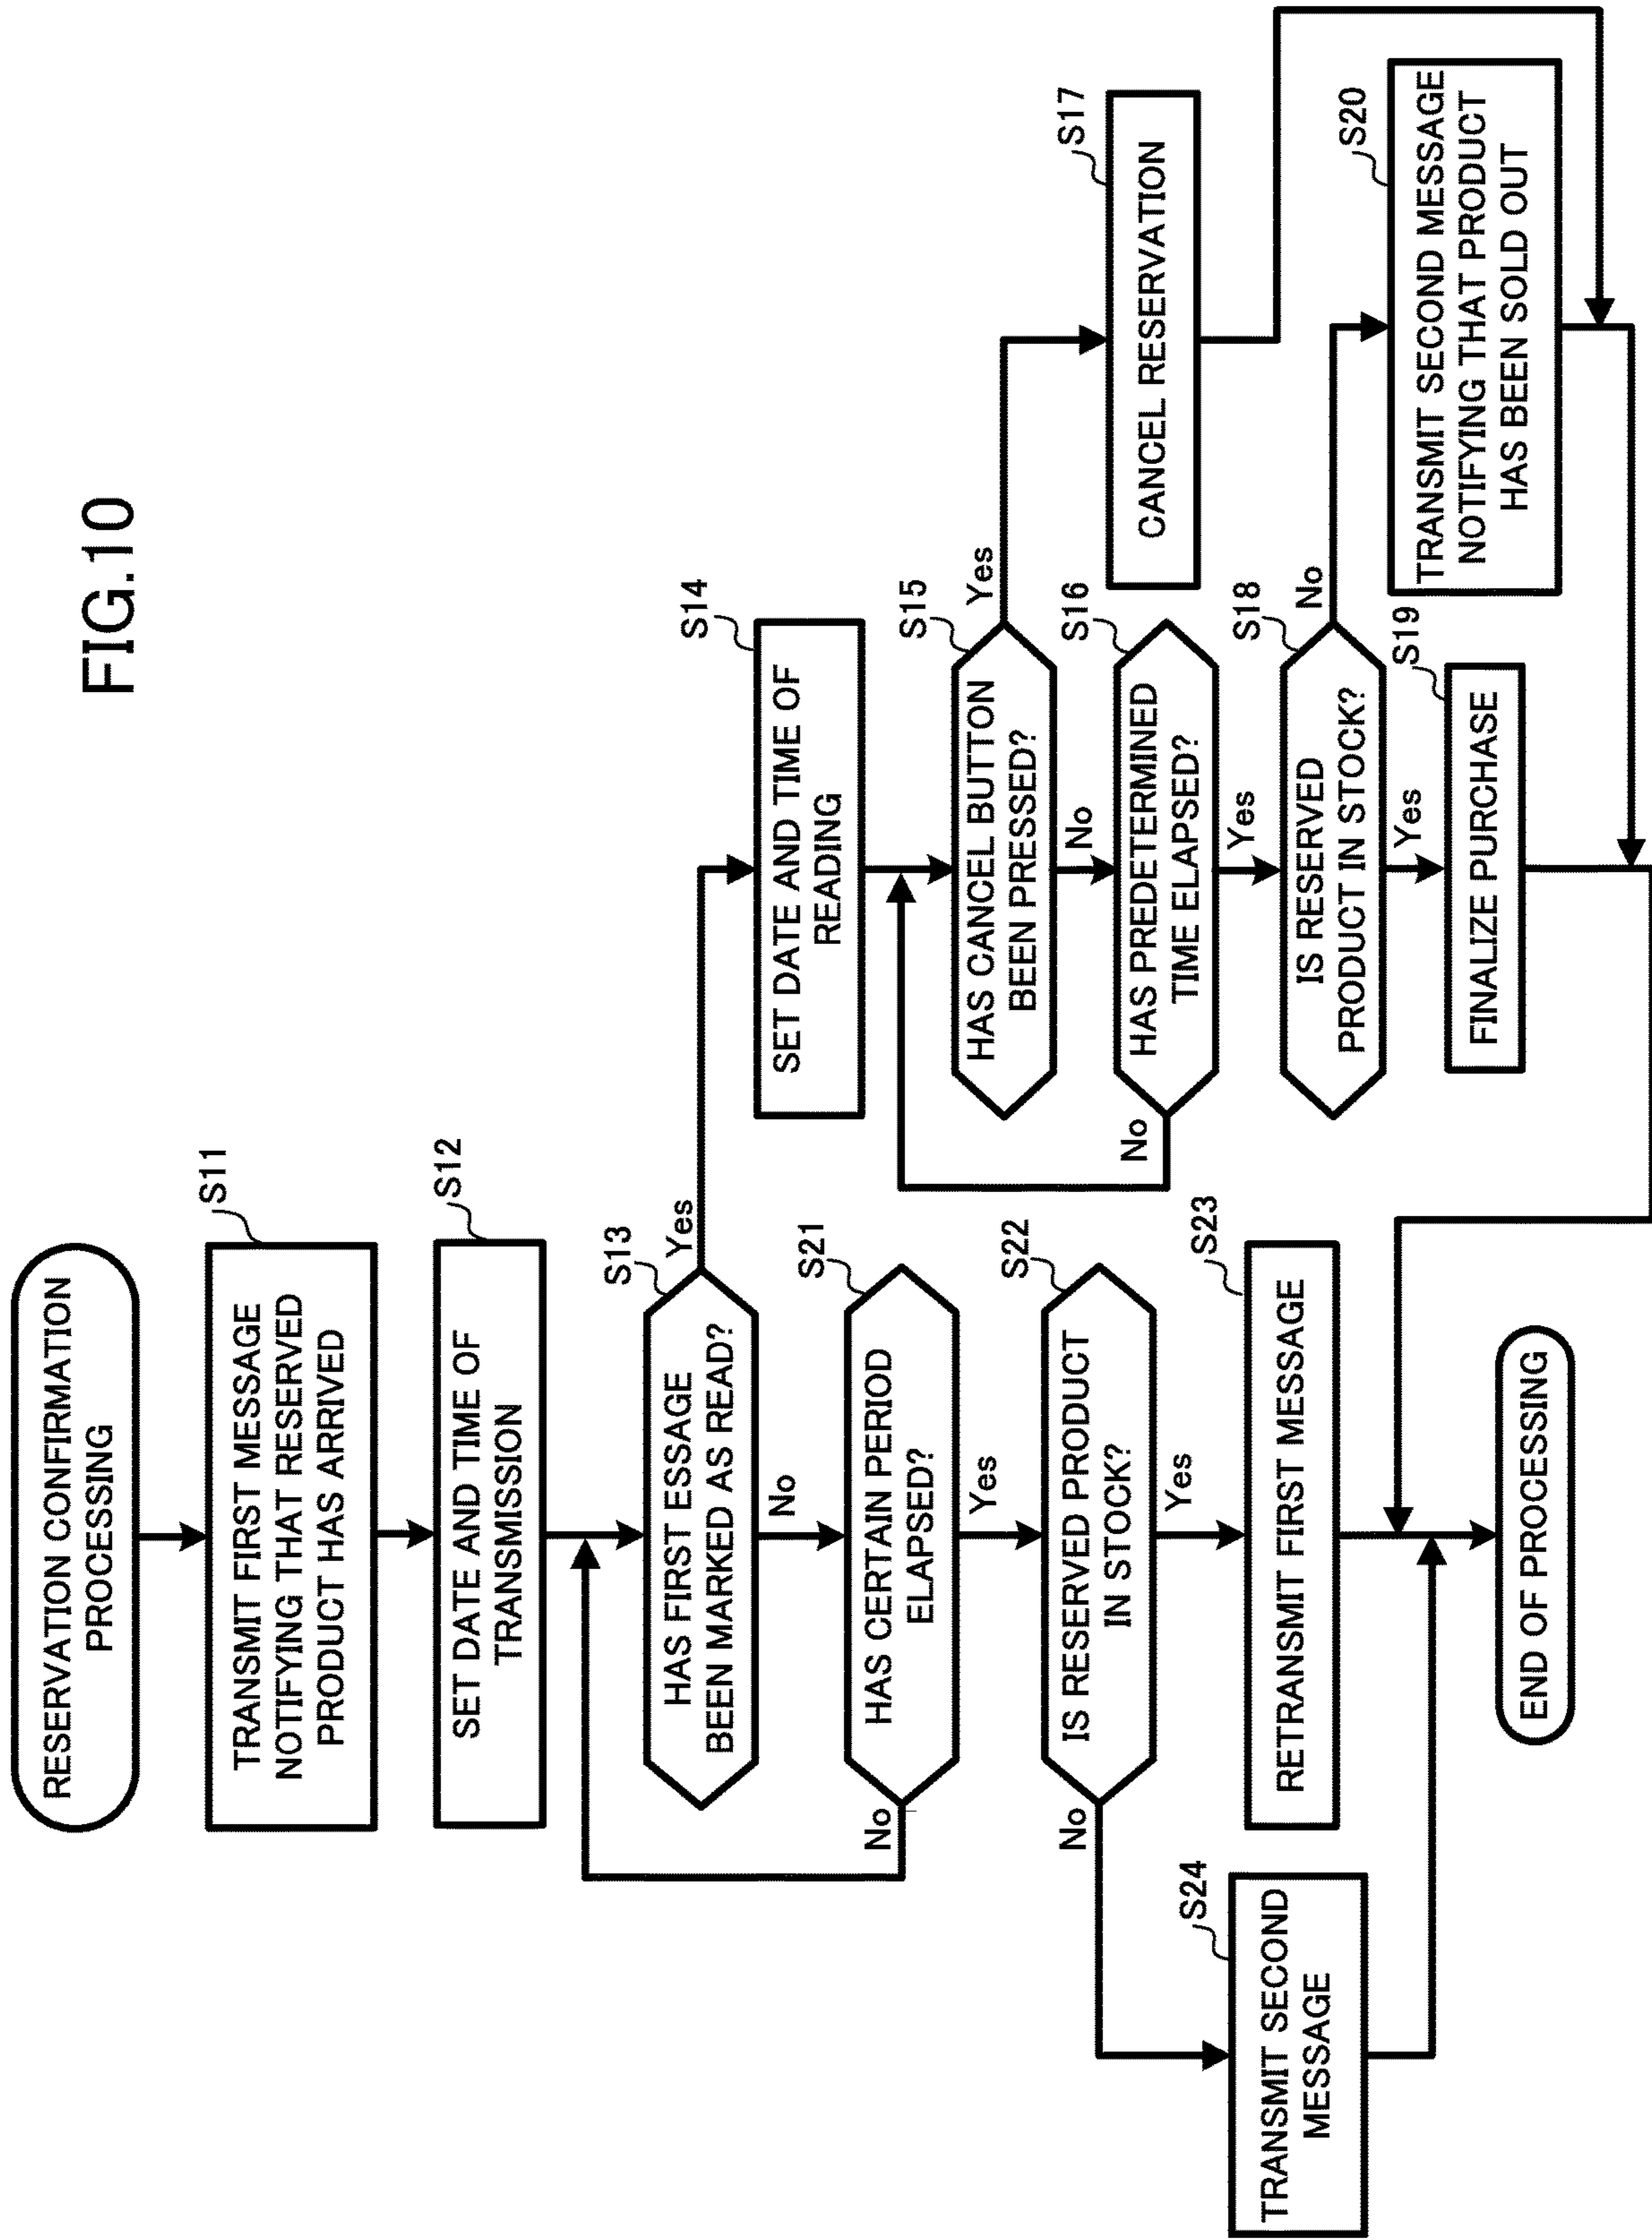 FIG.10
RESERVATION CONFIRMATION
PROCESSING
S11
TRANSMIT FIRST MESSAGE
NOTIFYING THAT RESERVED
PRODUCT HAS ARRIVED
S12
SET DATE AND TIME OF
TRANSMISSION
S13
HAS FIRST ESSAGE
BEEN MARKED AS READ?
Yes
No
S14
SET DATE AND TIME OF
READING
S15
HAS CANCEL BUTTON
BEEN PRESSED?
Yes
No
S16
HAS PREDETERMINED
TIME ELAPSED?
No
Yes
S17
CANCEL RESERVATION
S18
IS RESERVED
PRODUCT IN STOCK?
No
Yes
S19
FINALIZE PURCHASE
S20
TRANSMIT SECOND MESSAGE
NOTIFYING THAT PRODUCT
HAS BEEN SOLD OUT
S21
HAS CERTAIN PERIOD
ELAPSED?
No
Yes
S22
IS RESERVED PRODUCT
IN STOCK?
No
Yes
S23
RETRANSMIT FIRST MESSAGE
S24
TRANSMIT SECOND
MESSAGE
END OF PROCESSING